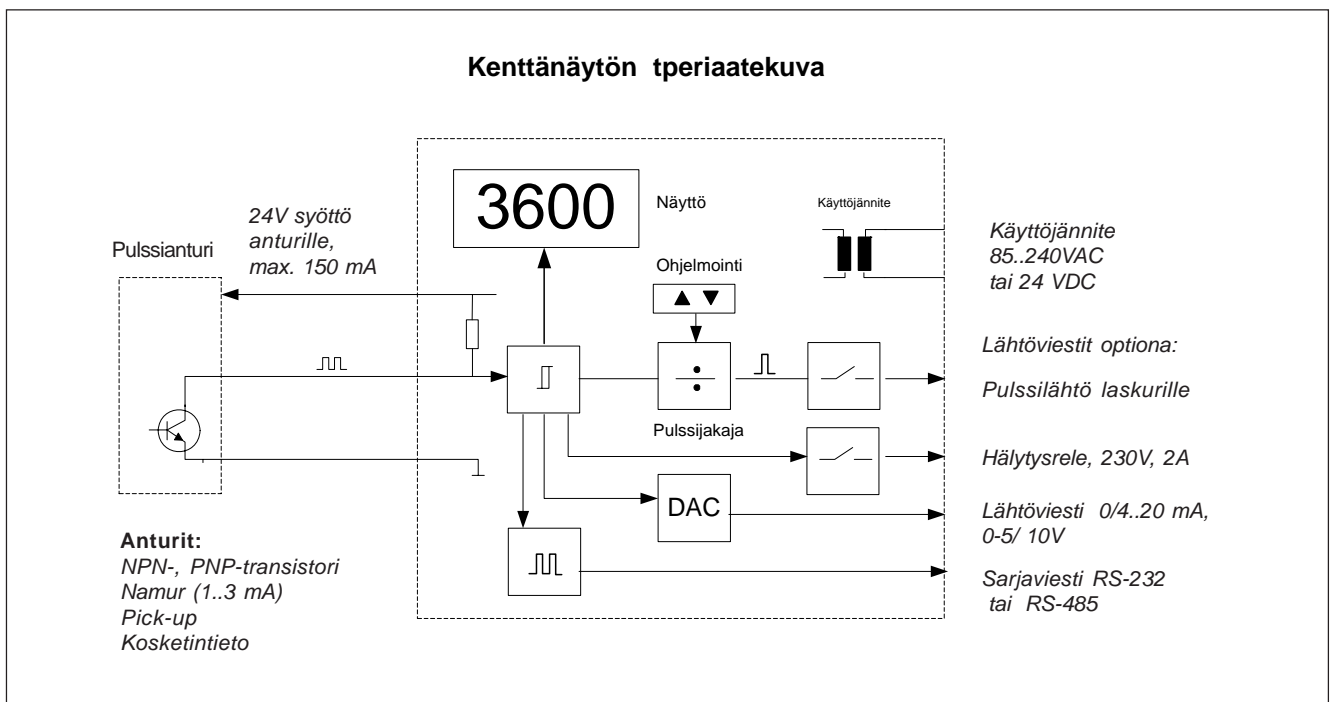 Kenttänäytön tperiaatekuva
3600
Näyttö
Käyttöjännite
24V syöttö
anturille,
max. 150 mA
Pulssianturi
Käyttöjännite
85..240VAC
tai 24 VDC
Ohjelmointi
Lähtöviestit optiona:
Pulssilähtö laskurille
Pulssijakaja
Hälytysrele, 230V, 2A
DAC
Lähtöviesti 0/4..20 mA,
0-5/ 10V
Anturit:
NPN-, PNP-transistori
Namur (1..3 mA)
Pick-up
Kosketintieto
Sarjaviesti RS-232
tai RS-485